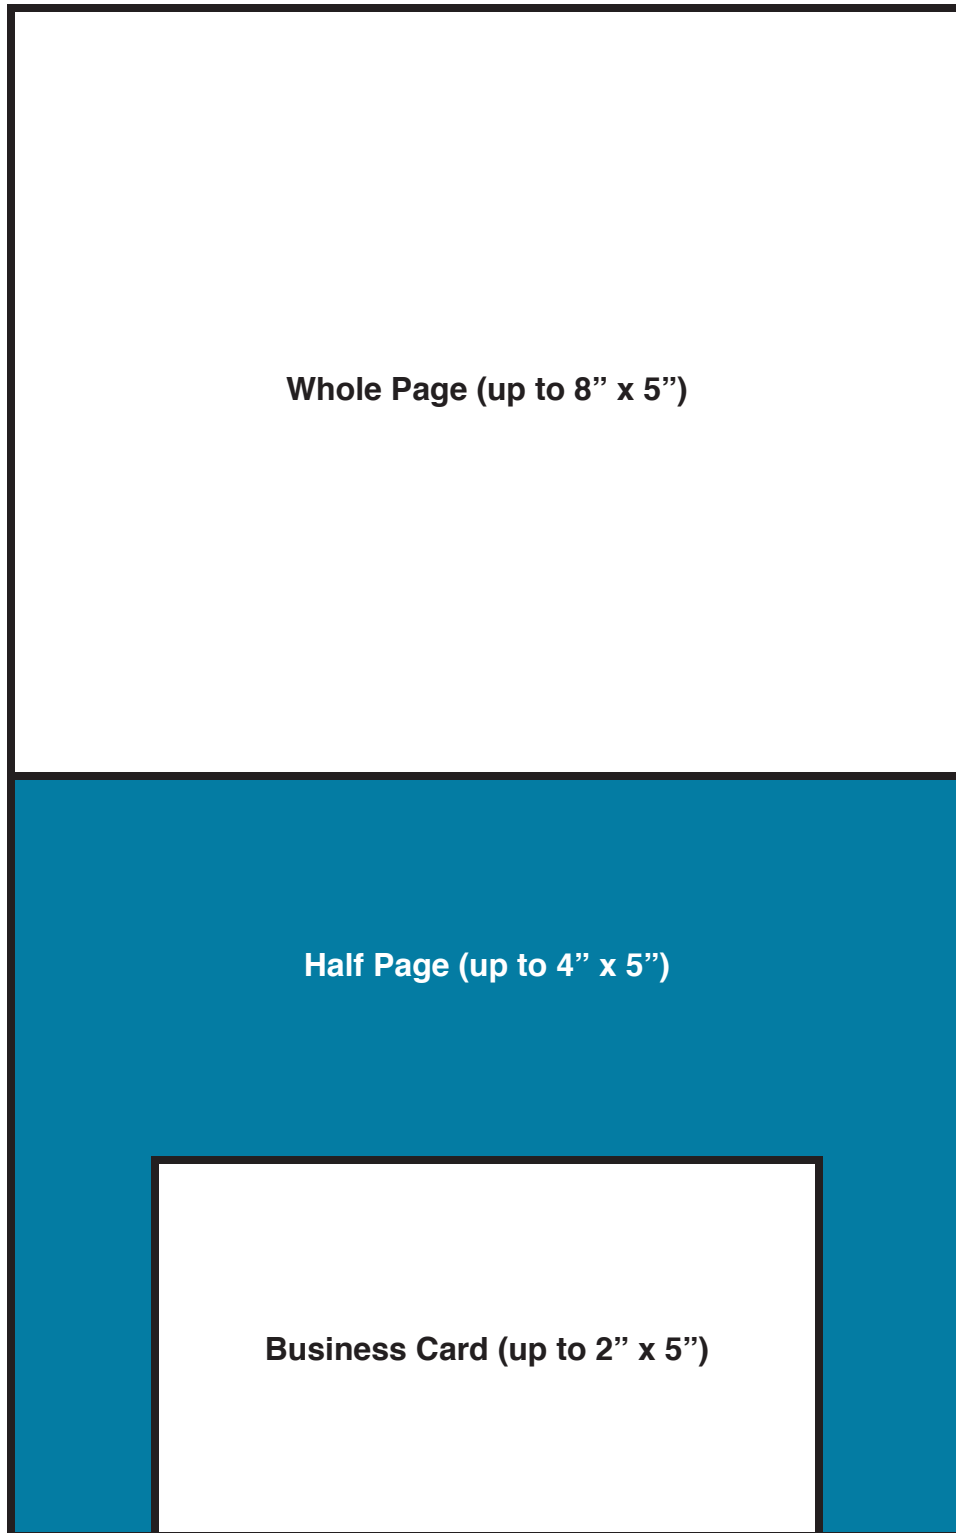 Whole Page (up to 8” x 5”)
Half Page (up to 4” x 5”)
Business Card (up to 2” x 5”)